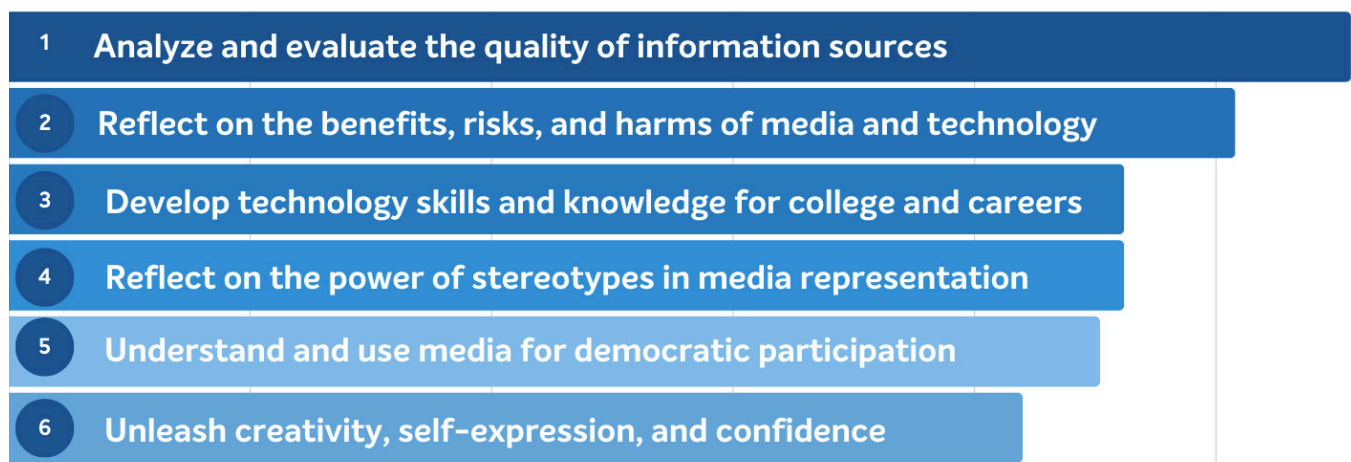 1 Analyze and evaluate the quality of information sources
2 Reflect on the benefits, risks, and harms of media and technology
3 Develop technology skills and knowledge for college and careers
4 Reflect on the power of stereotypes in media representation
5 Understand and use media for democratic participation
6 Unleash creativity, self-expression, and confidence